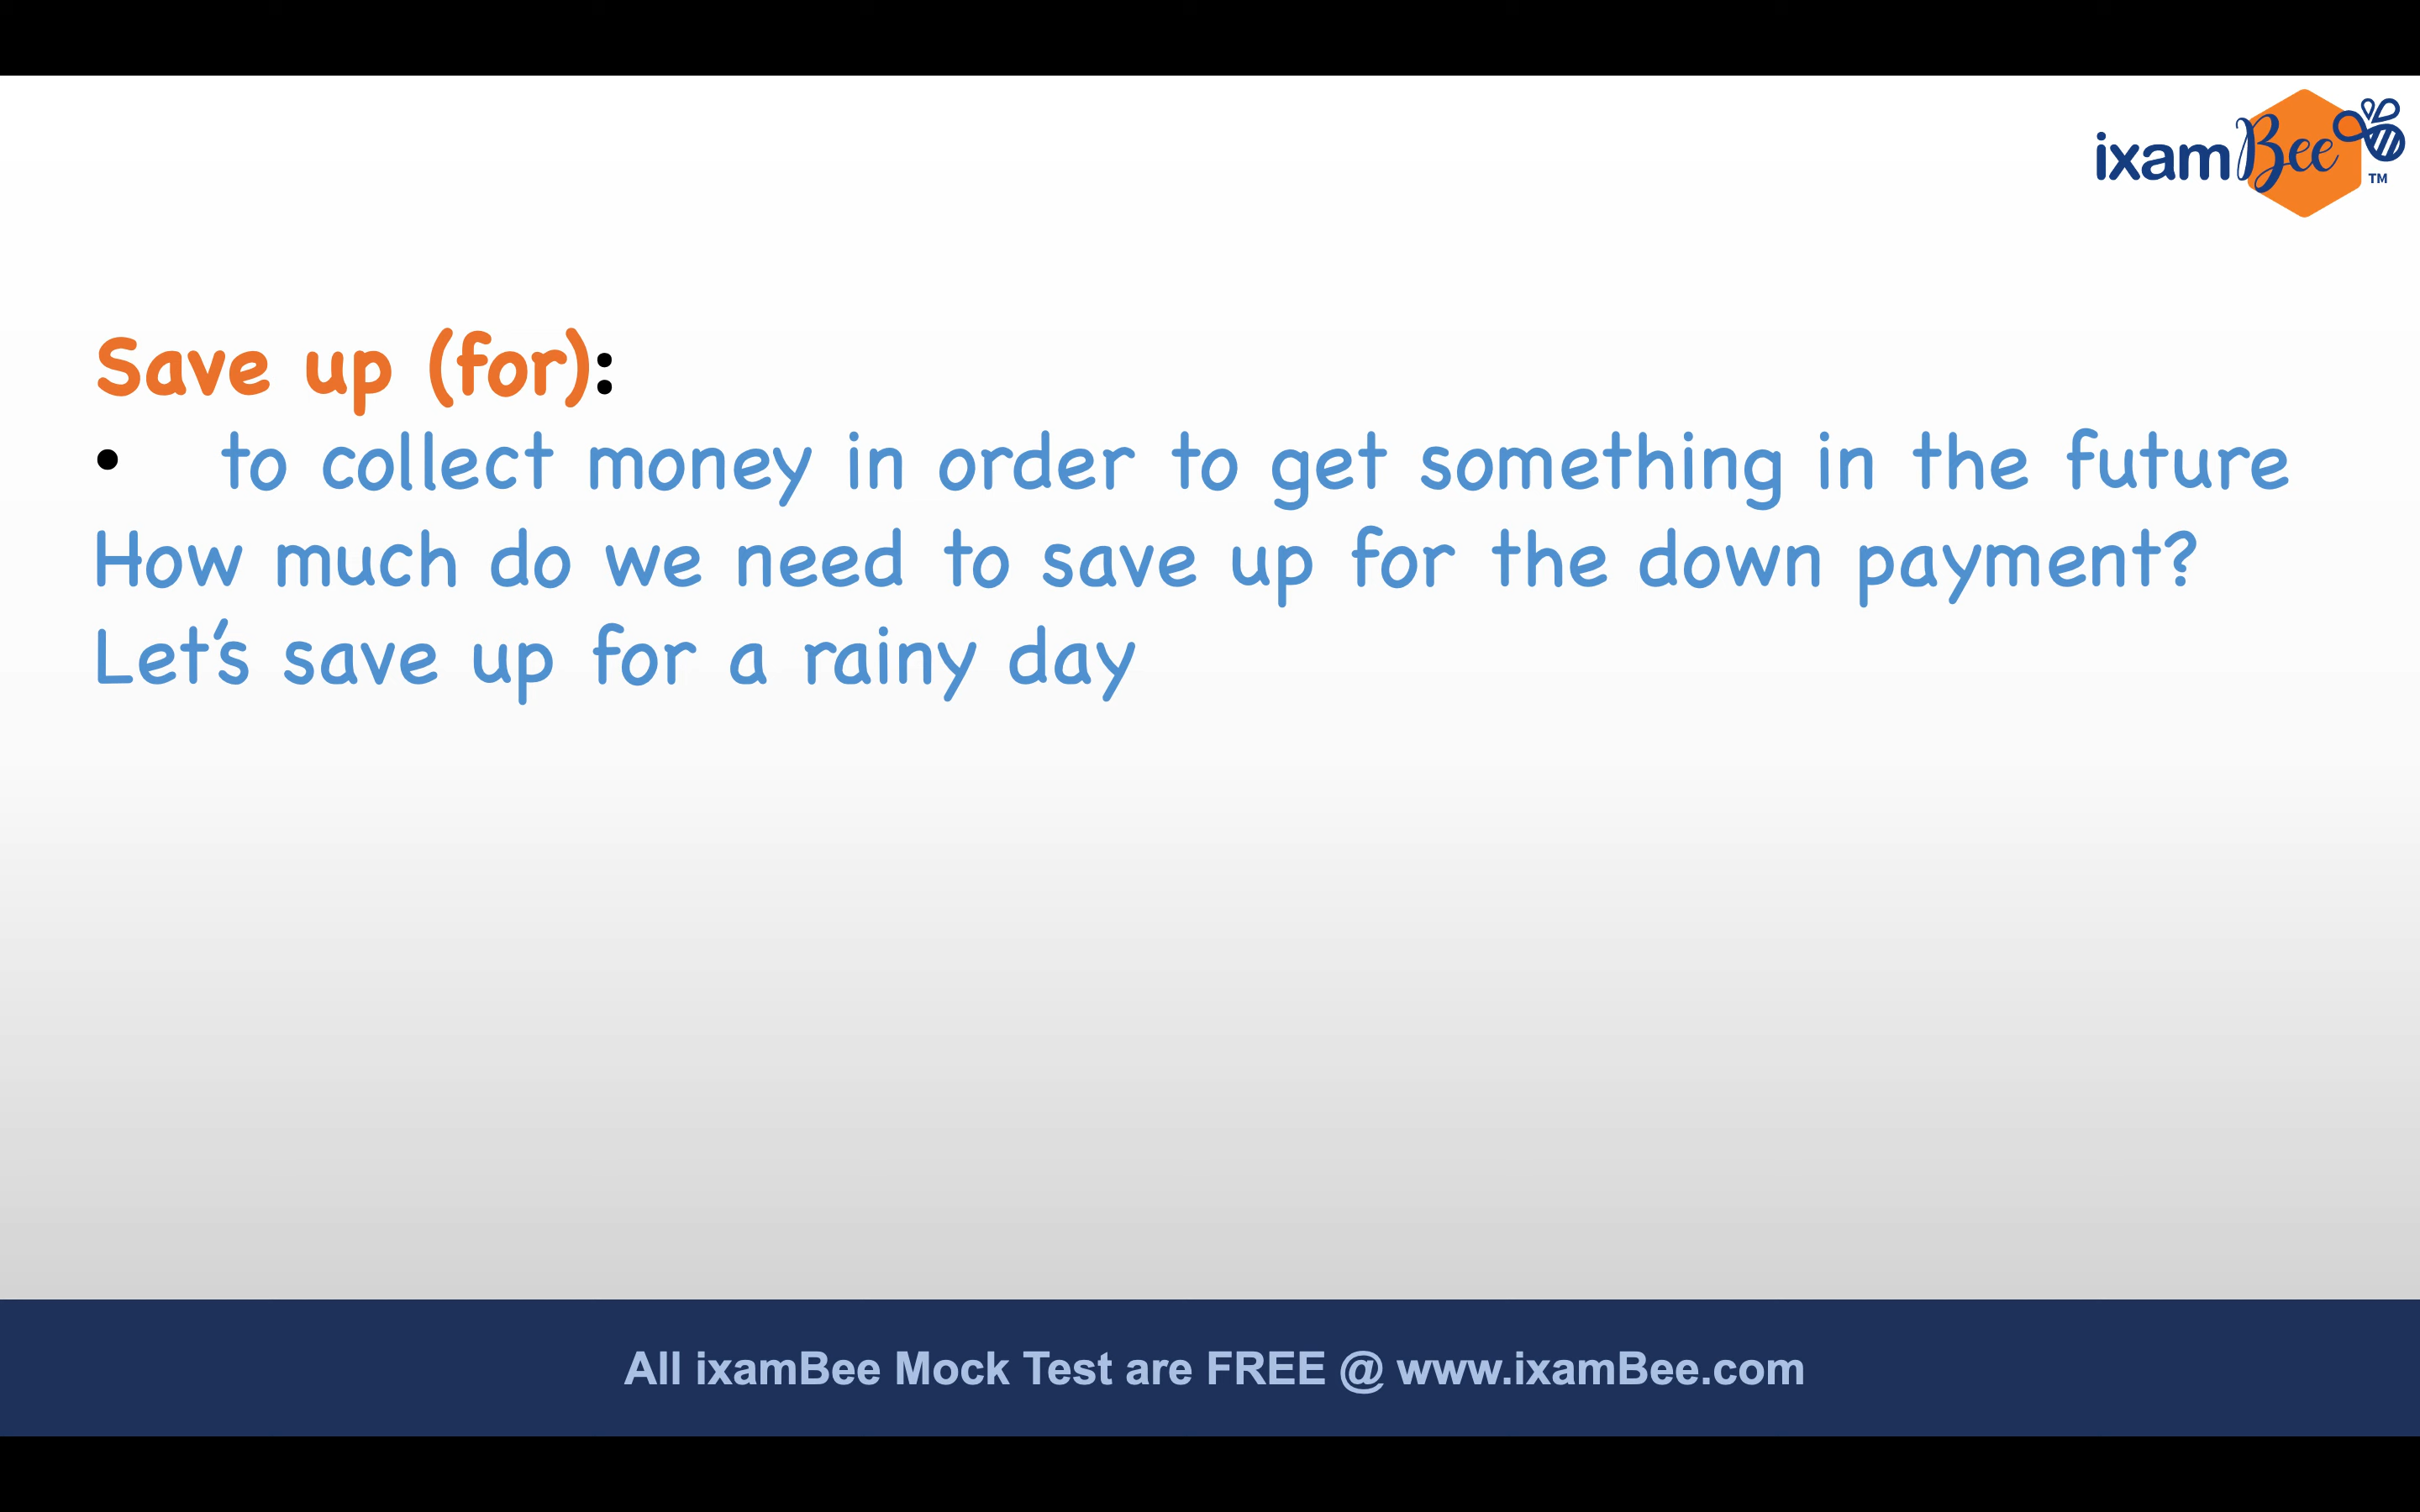 ixamBee TM
Save up (for):
• to collect money in order to get something in the future
How much do we need to save up for the down payment?
Let's save up for a rainy day
All ixamBee Mock Test are FREE @ www.ixamBee.com